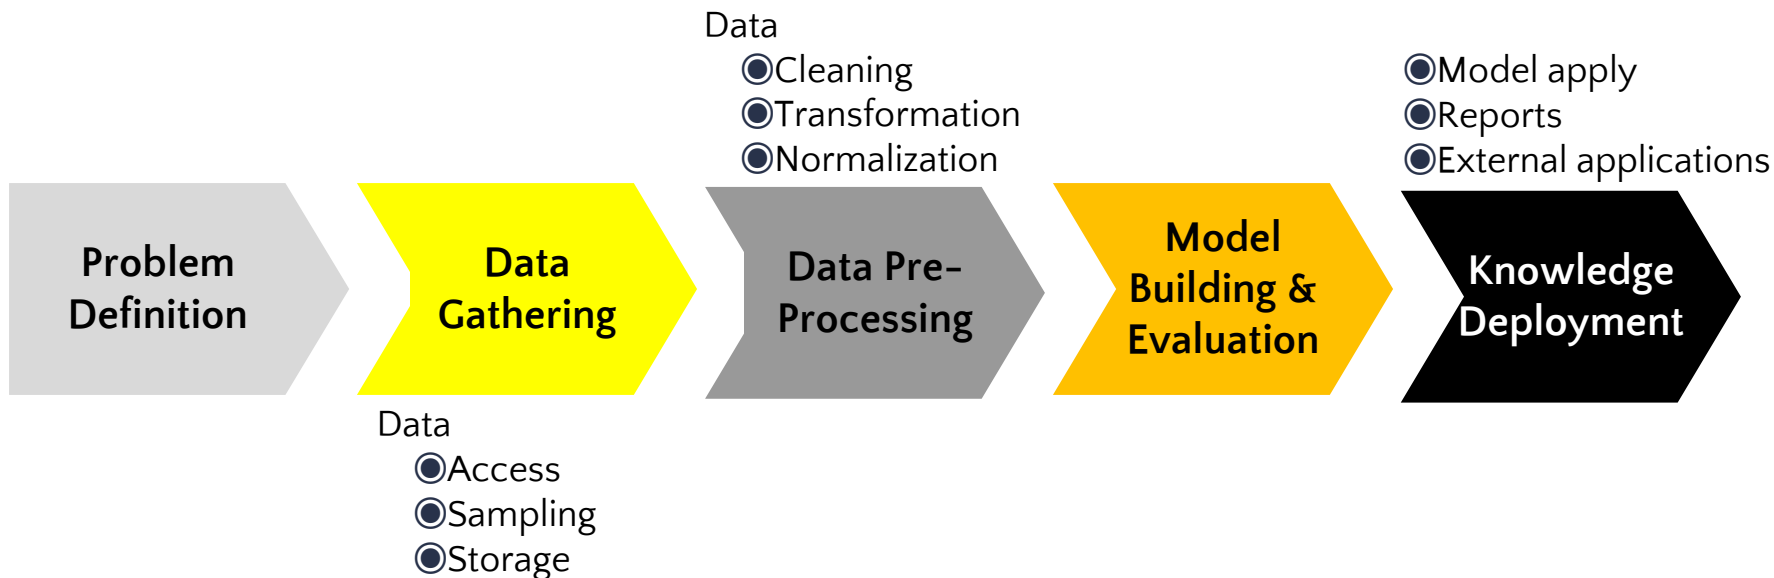 Data
◉Cleaning
◉Transformation
◉Normalization
◉Model apply
◉Reports
◉External applications
Problem
Definition
Data
Gathering
Data Pre-
Processing
Model
Building &
Evaluation
Knowledge
Deployment
Data
◉Access
◉Sampling
◉Storage